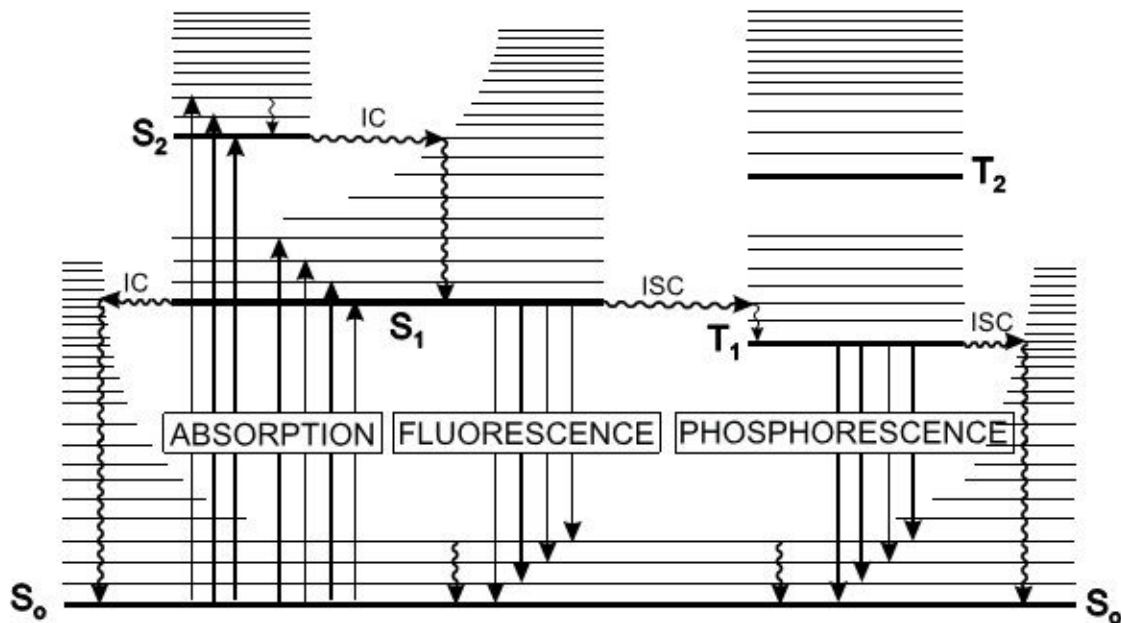 S₂
IC
T₂
IC
ISC
ISC
S₁
T₁
ABSORPTION
FLUORESCENCE
PHOSPHORESCENCE
Sₒ
Sₒ